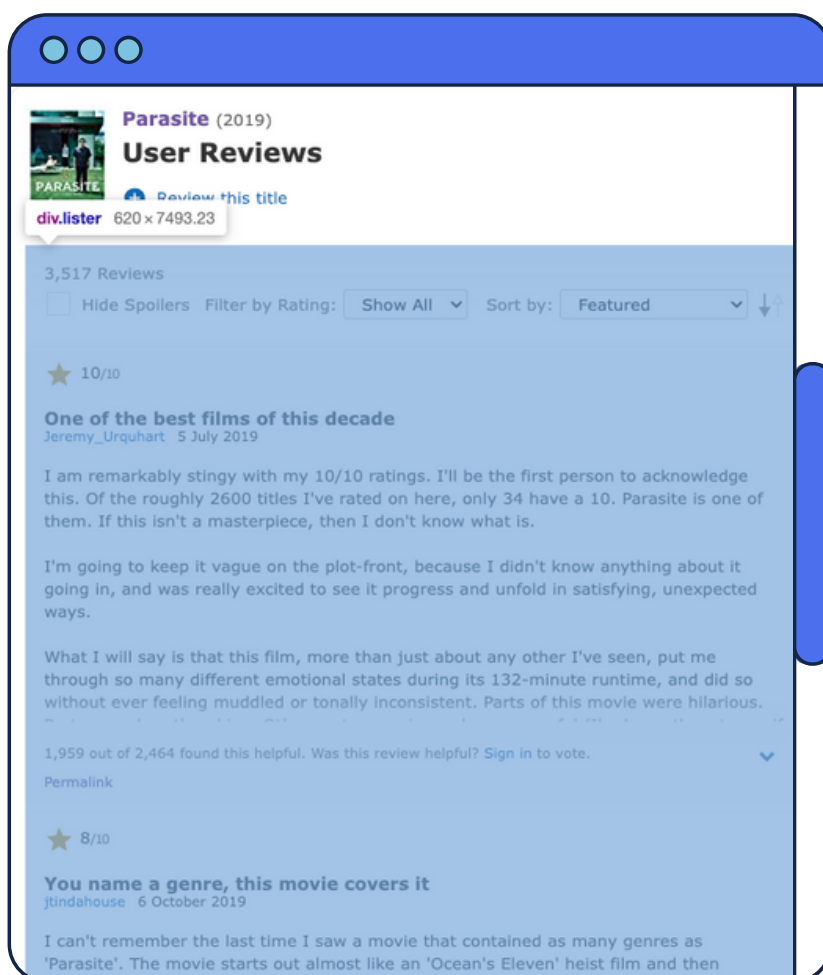 Parasite (2019)
User Reviews
PARASITE
Review this title
div.lister 620 × 7493.23
3,517 Reviews
Hide Spoilers Filter by Rating: Show All Sort by: Featured
10/10
One of the best films of this decade
Jeremy_Urquhart 5 July 2019
I am remarkably stingy with my 10/10 ratings. I'll be the first person to acknowledge
this. Of the roughly 2600 titles I've rated on here, only 34 have a 10. Parasite is one of
them. If this isn't a masterpiece, then I don't know what is.
I'm going to keep it vague on the plot-front, because I didn't know anything about it
going in, and was really excited to see it progress and unfold in satisfying, unexpected
ways.
What I will say is that this film, more than just about any other I've seen, put me
through so many different emotional states during its 132-minute runtime, and did so
without ever feeling muddled or tonally inconsistent. Parts of this movie were hilarious.
1,959 out of 2,464 found this helpful. Was this review helpful? Sign in to vote.
Permalink
8/10
You name a genre, this movie covers it
jtindahouse 6 October 2019
I can't remember the last time I saw a movie that contained as many genres as
'Parasite'. The movie starts out almost like an 'Ocean's Eleven' heist film and then